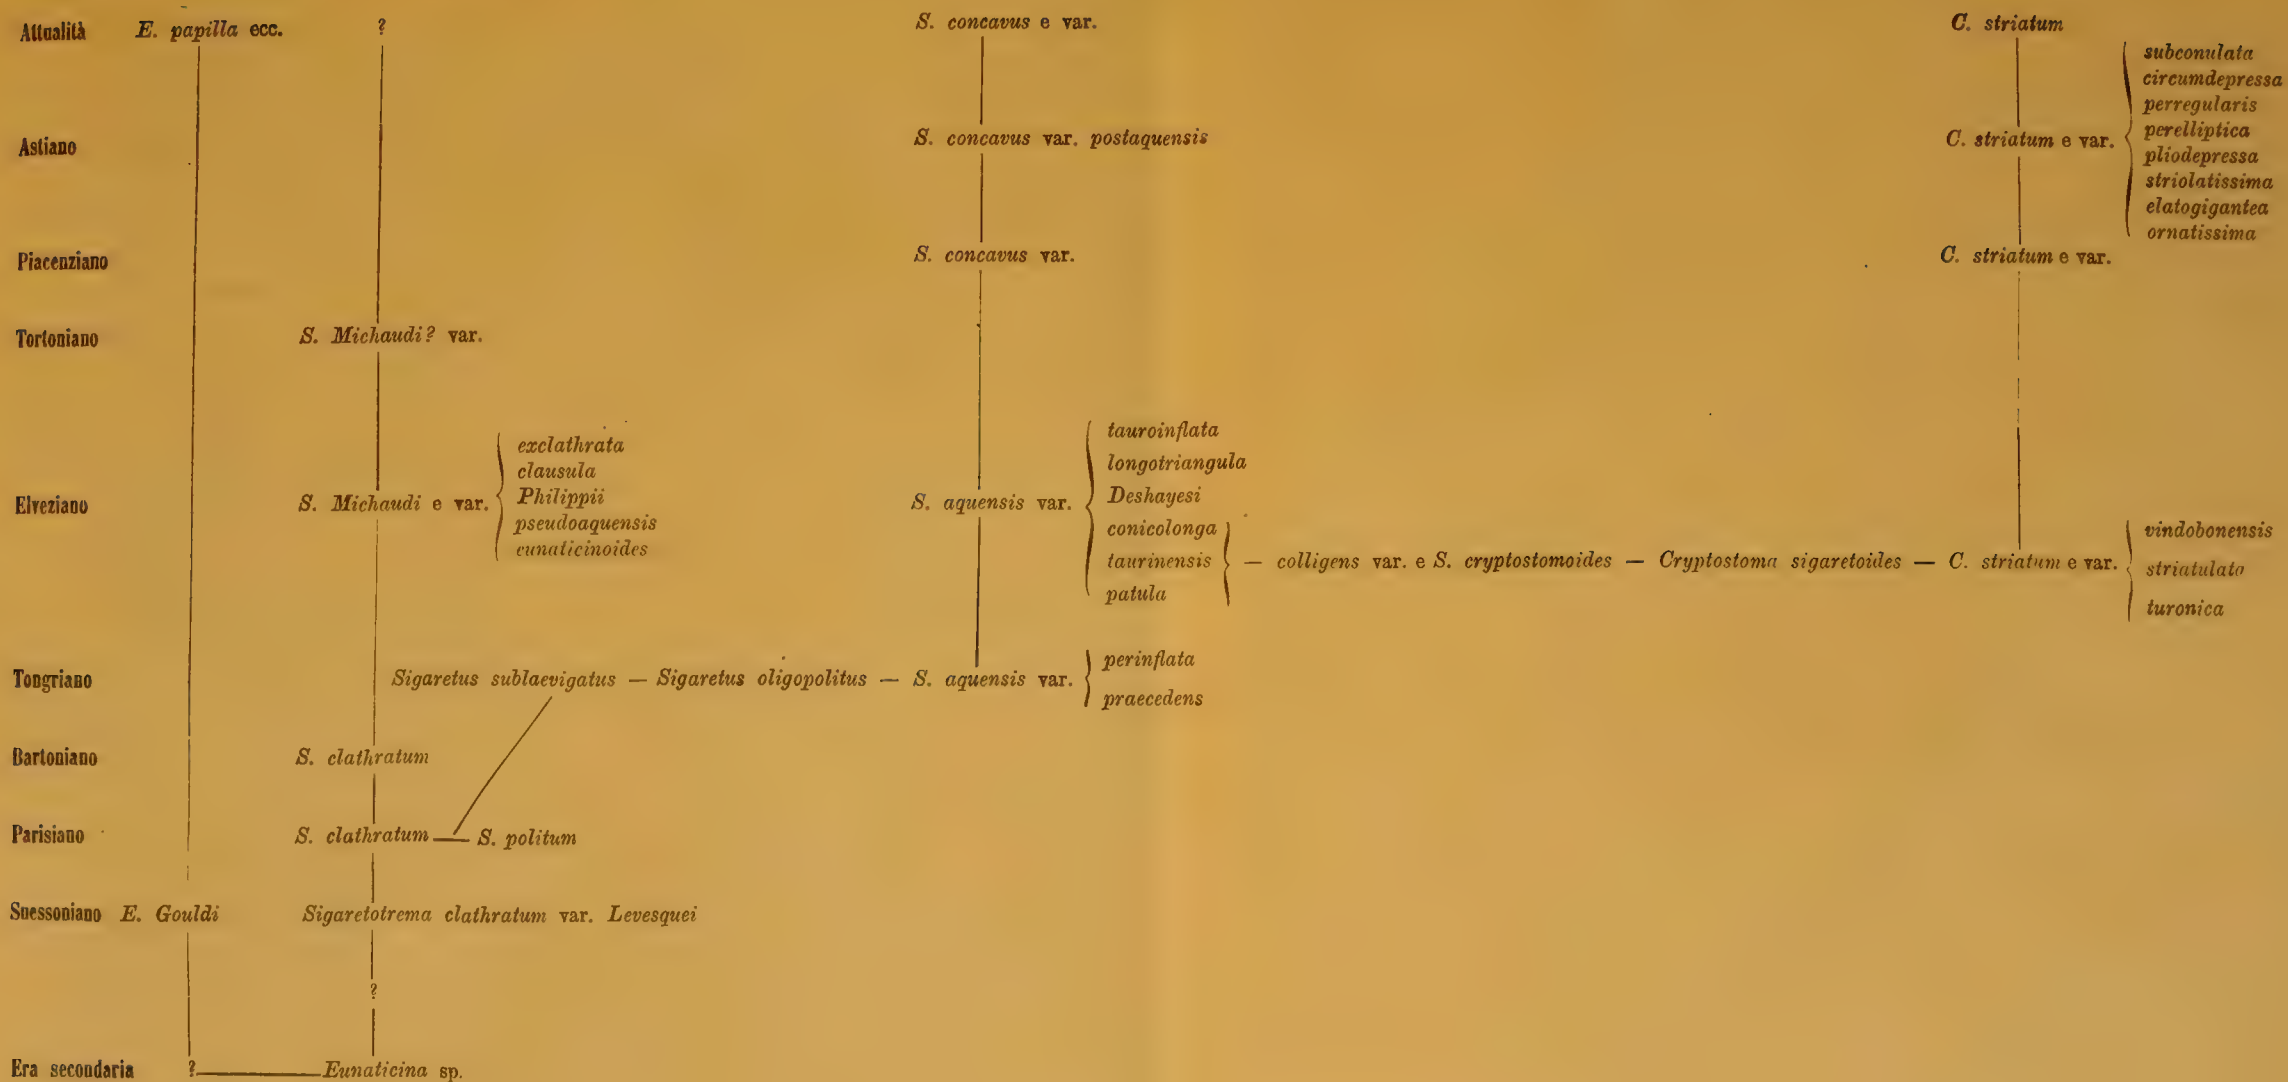 Attualità E. papilla ecc. ? S. concavus e var. C. striatum
subconulata
circumdepressa
perregularis
Astiano S. concavus var. postaquensis C. striatum e var. perelliptica
pliodepressa
striolatissima
elatogigantea
ornatissima
Piacenziano S. concavus var. C. striatum e var.
Tortoniano S. Michaudi? var.
exclathrata
clausula
Elveziano S. Michaudi e var. Philippii
pseudoaquensis
eunaticinoides
tauroinflata
longotriangula
S. aquensis var. Deshayesi
conicolonga
taurinensis — colligens var. e S. cryptostomoides — Cryptostoma sigaretoides — C. striatum e var.
patula
vindobonensis
striatulata
turonica
Tongriano Sigaretus sublaevigatus — Sigaretus oligopolitus — S. aquensis var.
perinflata
praecedens
Bartoniano S. clathratum
Parisiano S. clathratum — S. politum
Suessoniano E. Gouldi Sigaretotrema clathratum var. Levesquei
?
Era secondaria ? — Eunaticina sp.